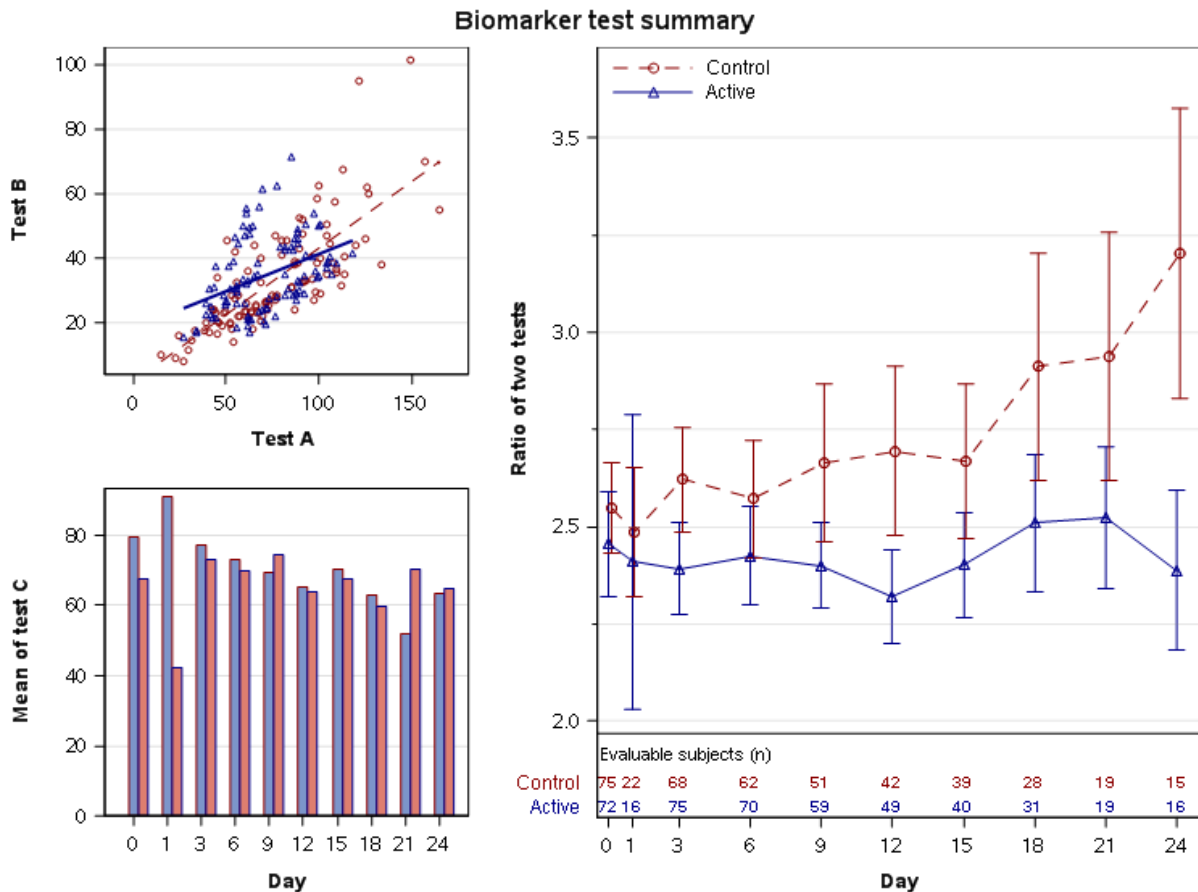 Biomarker test summary
100
80
60
40
20
Test B
0 50 100 150
Test A
80
60
40
20
0
Mean of test C
0 1 3 6 9 12 15 18 21 24
Day
Control
Active
3.5
3.0
2.5
2.0
Ratio of two tests
Evaluable subjects (n)
Control 75 22 68 62 51 42 39 28 19 15
Active 72 16 75 70 59 49 40 31 19 16
0 1 3 6 9 12 15 18 21 24
Day